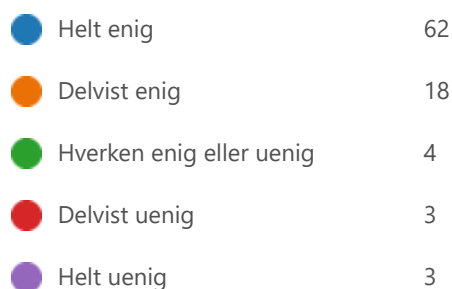 Helt enig 62
Delvist enig 18
Hverken enig eller uenig 4
Delvist uenig 3
Helt uenig 3